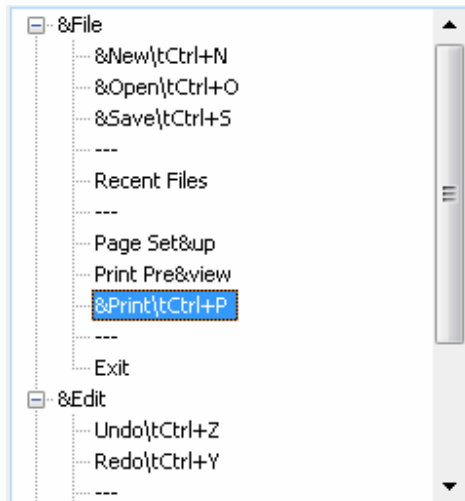 &File
&New\tCtrl+N
&Open\tCtrl+O
&Save\tCtrl+S
---
Recent Files
---
Page Set&up
Print Pre&view
&Print\tCtrl+P
---
Exit
&Edit
Undo\tCtrl+Z
Redo\tCtrl+Y
---